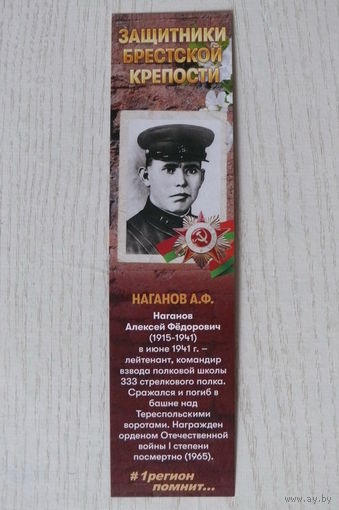 ЗАЩИТНИКИ
БРЕСТСКОЙ
КРЕПОСТИ
НАГАНОВ А.Ф.
Наганов
Алексей Фёдорович
(1915-1941)
в июне 1941 г. –
лейтенант, командир
взвода полковой школы
333 стрелкового полка.
Сражался и погиб в
башне над
Тереспольскими
воротами. Награжден
орденом Отечественной
войны I степени
посмертно (1965).
#1регион
помнит...
www.ay.by